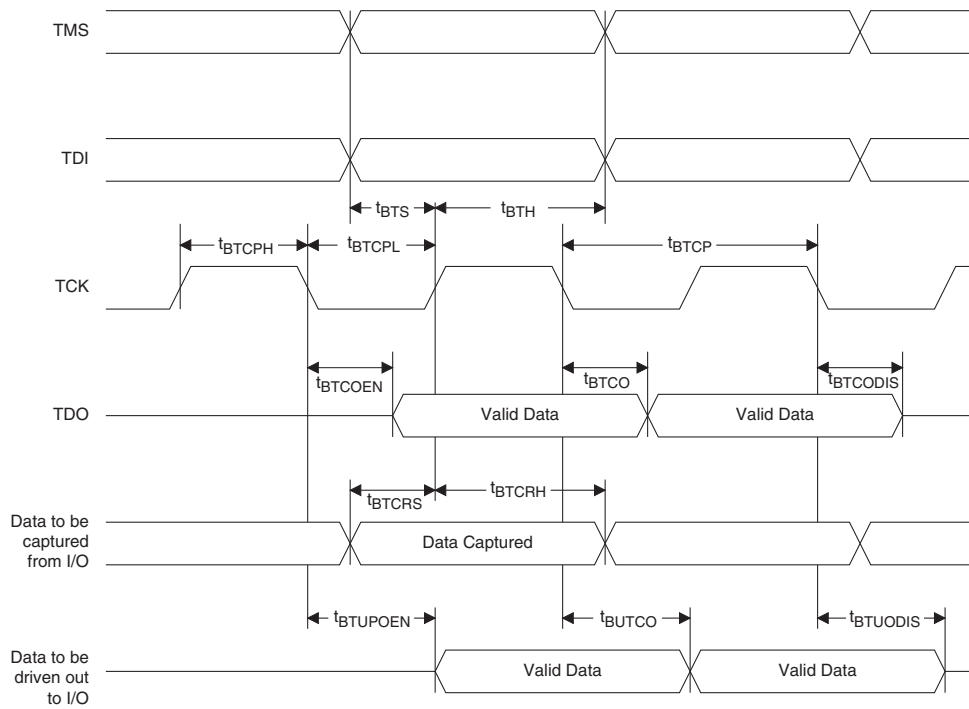 TMS
TDI
tBTS
tBTH
tBTCPH
tBTCPL
tBTCP
TCK
tBTCOEN
tBTCO
tBTCODIS
TDO
Valid Data
Valid Data
tBTCRS
tBTCRH
Data to be
captured
from I/O
Data Captured
tBTUPOEN
tBUTCO
tBTUODIS
Data to be
driven out
to I/O
Valid Data
Valid Data